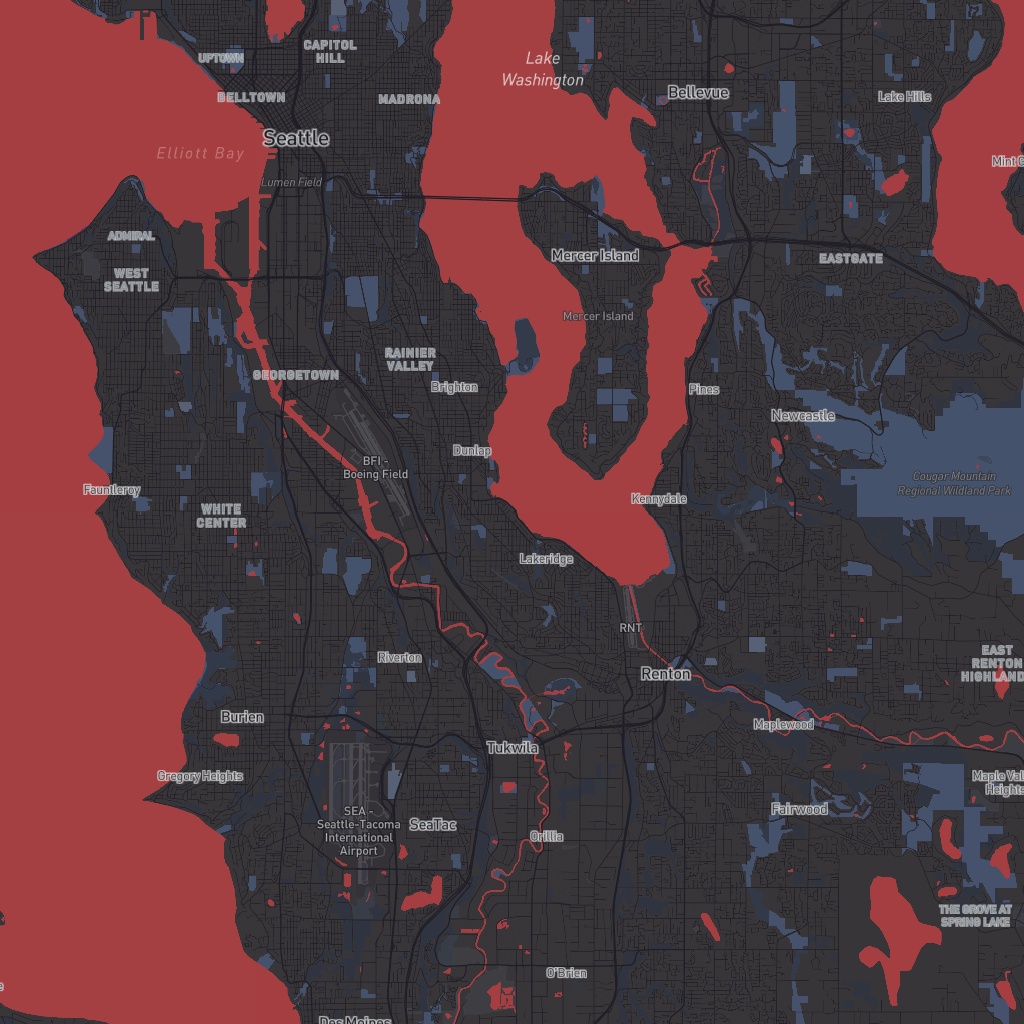 UPTOWN
CAPITOL
HILL
Lake
Washington
BELLTOWN
MADRONA
Bellevue
Lake Hills
Seattle
Elliott Bay
Lumen Field
ADMIRAL
WEST
SEATTLE
Mercer Island
EASTGATE
Mercer Island
RAINIER
VALLEY
GEORGETOWN
Brighton
Pines
Newcastle
Dunlap
BFI -
Boeing Field
Cougar Mountain
Regional Wildland Park
Fauntleroy
Kennydale
WHITE
CENTER
Lakeridge
RNT
Riverton
EAST
RENTON
HIGHLAND
Renton
Burien
Maplewood
Tukwila
Gregory Heights
Maple Val
Heights
SEA -
Seattle-Tacoma
International
Airport
SeaTac
Fairwood
Orillia
THE GROVE AT
SPRING LAKE
O'Brien
Des Moines